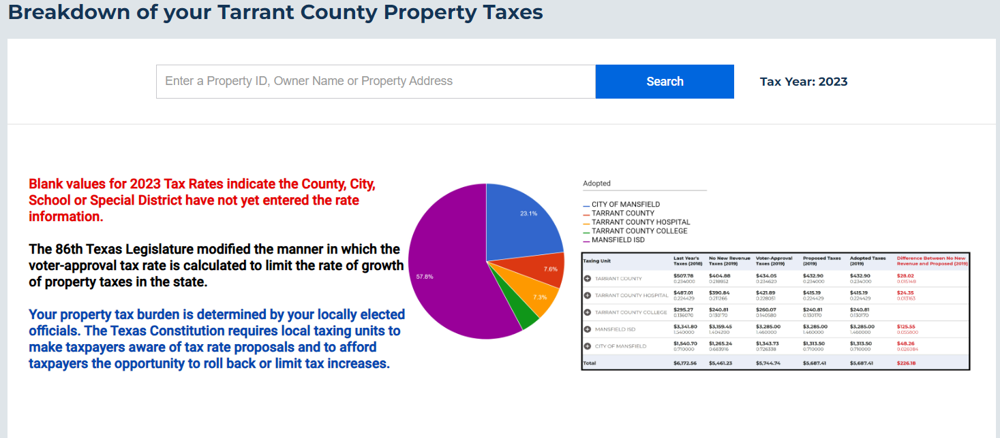 Breakdown of your Tarrant County Property Taxes
Enter a Property ID, Owner Name or Property Address
Search
Tax Year: 2023
Blank values for 2023 Tax Rates indicate the County, City,
School or Special District have not yet entered the rate
information.
The 86th Texas Legislature modified the manner in which the
voter-approval tax rate is calculated to limit the rate of growth
of property taxes in the state.
Your property tax burden is determined by your locally elected
officials. The Texas Constitution requires local taxing units to
make taxpayers aware of tax rate proposals and to afford
taxpayers the opportunity to roll back or limit tax increases.
23.1%
7.6%
7.3%
57.8%
Adopted
CITY OF MANSFIELD
TARRANT COUNTY
TARRANT COUNTY HOSPITAL
TARRANT COUNTY COLLEGE
MANSFIELD ISD
Taxing Unit Last Year's Taxes (2018) No New Revenue Taxes (2019) Voter-Approval Taxes (2019) Proposed Taxes (2019) Adopted Taxes (2019) Difference Between No New Revenue and Proposed (2019)
TARRANT COUNTY $507.78 $404.88 $434.05 $432.90 $432.90 $28.02
0.234000 0.218852 0.234620 0.234000 0.234000 0.015148
TARRANT COUNTY HOSPITAL $487.01 $390.84 $421.89 $415.19 $415.19 $24.35
0.224429 0.211266 0.228051 0.224429 0.224429 0.013163
TARRANT COUNTY COLLEGE $295.27 $240.81 $260.07 $240.81 $240.81
0.136070 0.130170 0.140580 0.130170 0.130170
MANSFIELD ISD $3,341.80 $3,159.45 $3,285.00 $3,285.00 $3,285.00 $125.55
1.540000 1.404200 1.460000 1.460000 1.460000 0.055800
CITY OF MANSFIELD $1,540.70 $1,265.24 $1,343.73 $1,313.50 $1,313.50 $48.26
0.710000 0.683916 0.726338 0.710000 0.710000 0.026084
Total $6,172.56 $5,461.23 $5,744.74 $5,687.41 $5,687.41 $226.18